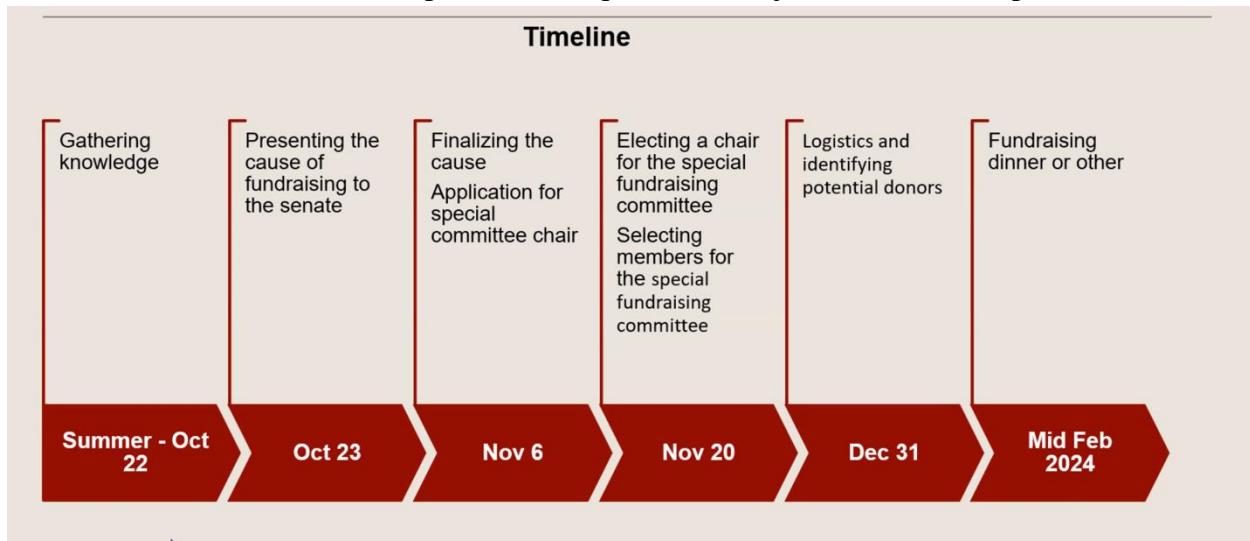 Timeline
Gathering
knowledge
Presenting the
cause of
fundraising to
the senate
Finalizing the
cause
Application for
special
committee chair
Electing a chair
for the special
fundraising
committee
Selecting
members for
the special
fundraising
committee
Logistics and
identifying
potential donors
Fundraising
dinner or other
Summer - Oct
22
Oct 23
Nov 6
Nov 20
Dec 31
Mid Feb
2024